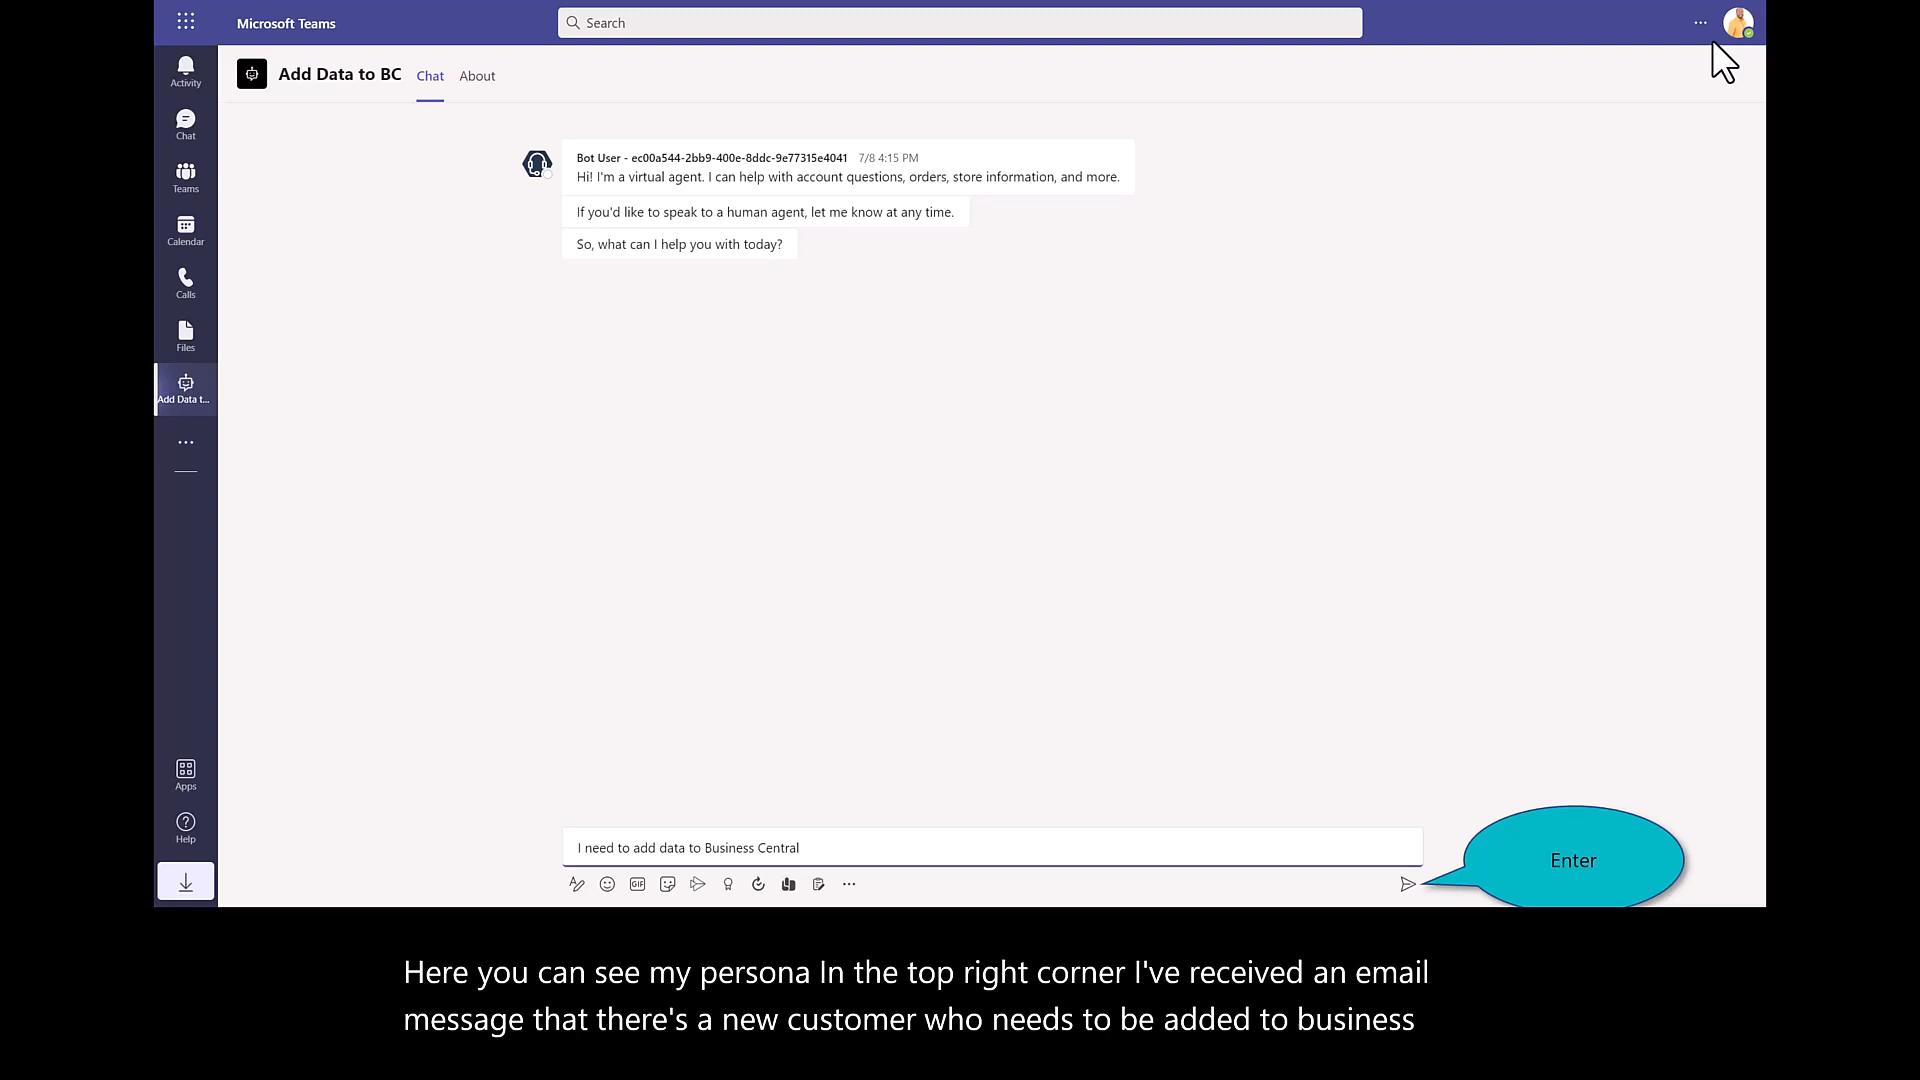 Microsoft Teams
Search
Activity
Chat
Teams
Calendar
Calls
Files
Add Data t...
Apps
Help
Add Data to BC
Chat
About
Bot User - ec00a544-2bb9-400e-8ddc-9e77315e4041 7/8 4:15 PM
Hi! I'm a virtual agent. I can help with account questions, orders, store information, and more.
If you'd like to speak to a human agent, let me know at any time.
So, what can I help you with today?
I need to add data to Business Central
GIF
Enter
Here you can see my persona In the top right corner I've received an email
message that there's a new customer who needs to be added to business